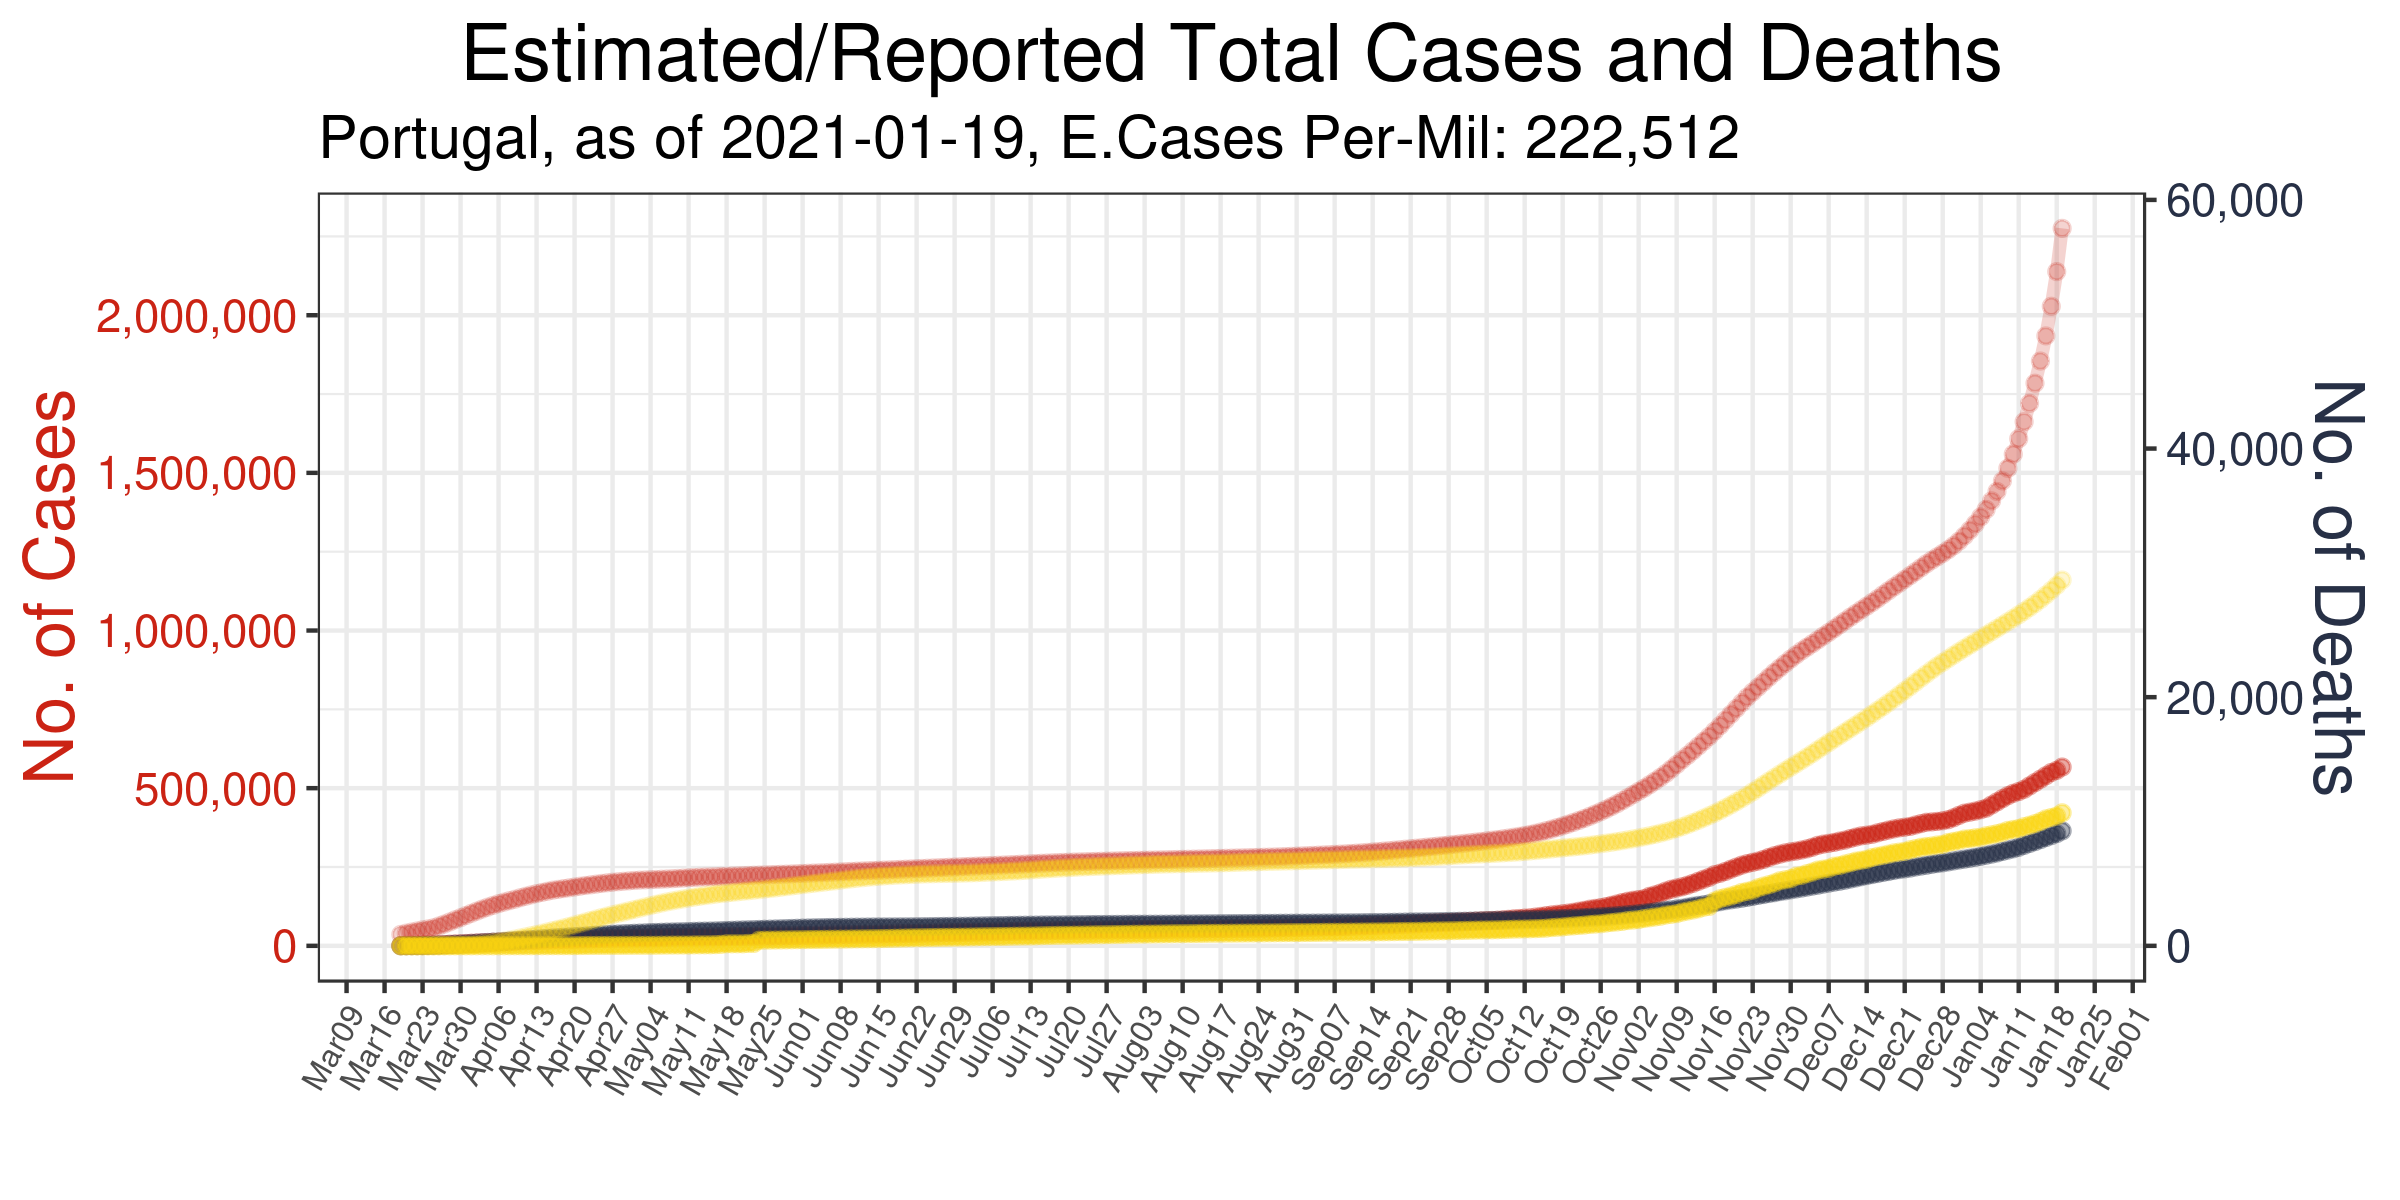 Estimated/Reported Total Cases and Deaths
Portugal, as of 2021-01-19, E.Cases Per-Mil: 222,512
No. of Cases
2,000,000
1,500,000
1,000,000
500,000
0
60,000
40,000
20,000
0
No. of Deaths
Mar09
Mar16
Mar23
Mar30
Apr06
Apr13
Apr20
Apr27
May04
May11
May18
May25
Jun01
Jun08
Jun15
Jun22
Jun29
Jul06
Jul13
Jul20
Jul27
Aug03
Aug10
Aug17
Aug24
Aug31
Sep07
Sep14
Sep21
Sep28
Oct05
Oct12
Oct19
Oct26
Nov02
Nov09
Nov16
Nov23
Nov30
Dec07
Dec14
Dec21
Dec28
Jan04
Jan11
Jan18
Jan25
Feb01